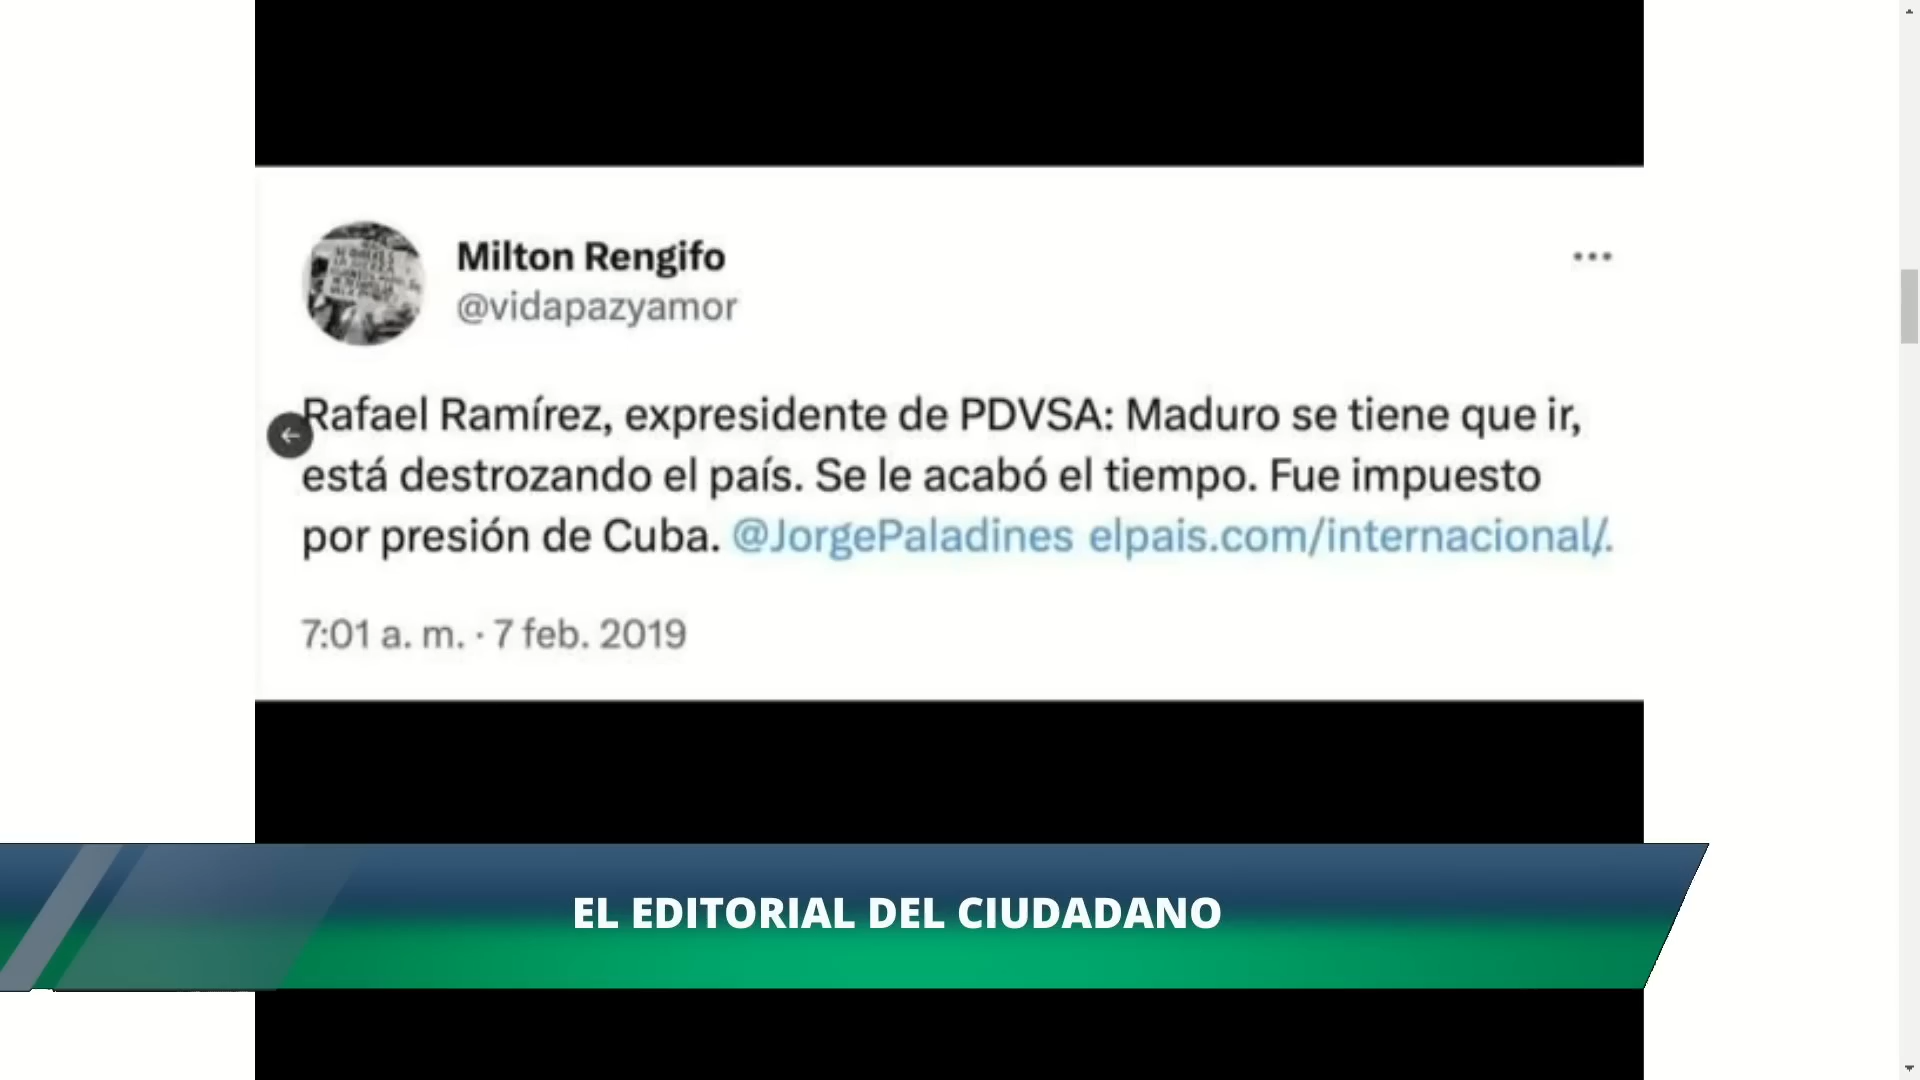 Milton Rengifo
@vidapazyamor
Rafael Ramírez, expresidente de PDVSA: Maduro se tiene que ir,
está destrozando el país. Se le acabó el tiempo. Fue impuesto
por presión de Cuba. @JorgePaladines elpais.com/internacional/.
7:01 a. m. · 7 feb. 2019
EL EDITORIAL DEL CIUDADANO